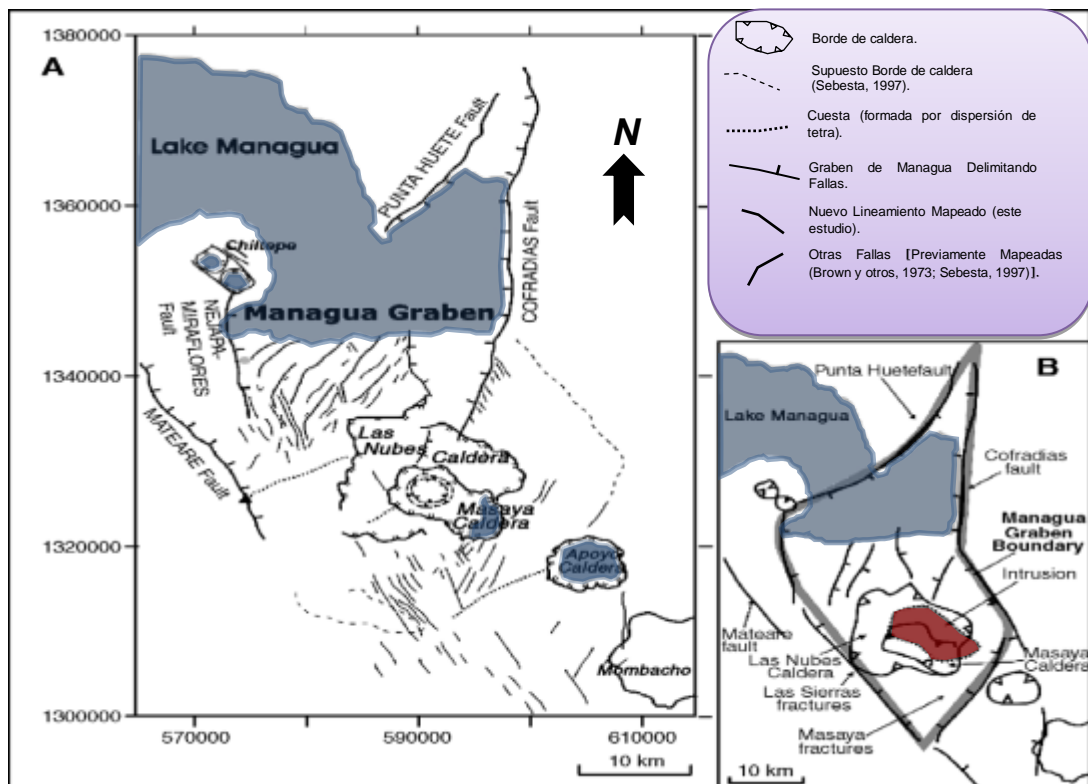 1380000
1360000
1340000
1320000
1300000
A
Lake Managua
PUNTA HUETE Fault
COFRADIAS Fault
N
Chiltepe
Managua Graben
NEJAPA-
MIRAFLORES
Fault
MATEARE Fault
Las
Nubes Caldera
Masaya
Caldera
Apoyo
Caldera
Mombacho
570000
590000
610000
10 km
Borde de caldera.
Supuesto Borde de caldera
(Sebesta, 1997).
Cuesta (formada por dispersión de
tetra).
Graben de Managua Delimitando
Fallas.
Nuevo Lineamiento Mapeado (este
estudio).
Otras Fallas [Previamente Mapeadas
(Brown y otros, 1973; Sebesta, 1997)].
B
Punta Huetefault
Lake Managua
Cofradias
fault
Managua
Graben
Boundary
Intrusion
Mateare
fault
Las Nubes
Caldera
Las Sierras
fractures
Masaya
Caldera
Masaya
fractures
10 km